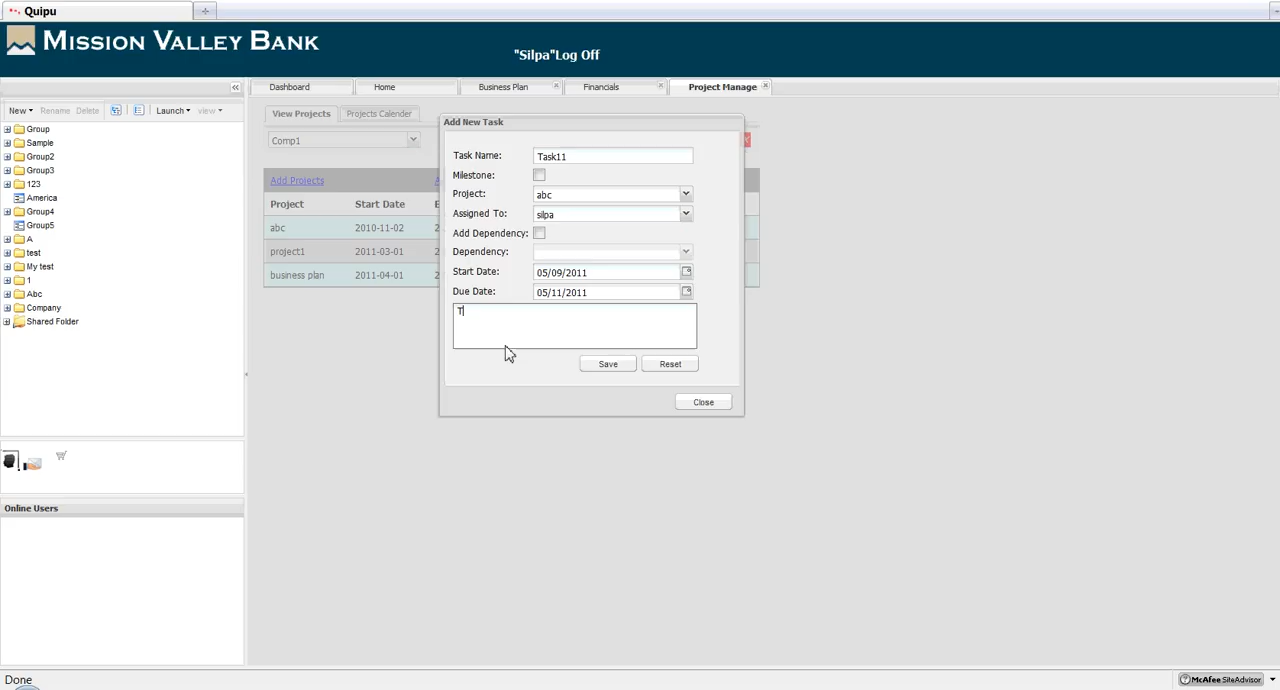 Quipu
MISSION VALLEY BANK
"Silpa"Log Off
Dashboard
Home
Business Plan
Financials
Project Manage
New
Rename
Delete
Launch
view
Group
Sample
Group2
Group3
123
America
Group4
Group5
A
test
My test
1
Abc
Company
Shared Folder
Online Users
View Projects
Projects Calender
Comp1
Add Projects
Project
Start Date
abc
2010-11-02
project1
2011-03-01
business plan
2011-04-01
Add New Task
Task Name:
Task11
Milestone:
Project:
abc
Assigned To:
silpa
Add Dependency:
Dependency:
Start Date:
05/09/2011
Due Date:
05/11/2011
T
Save
Reset
Close
Done
McAfee SiteAdvisor